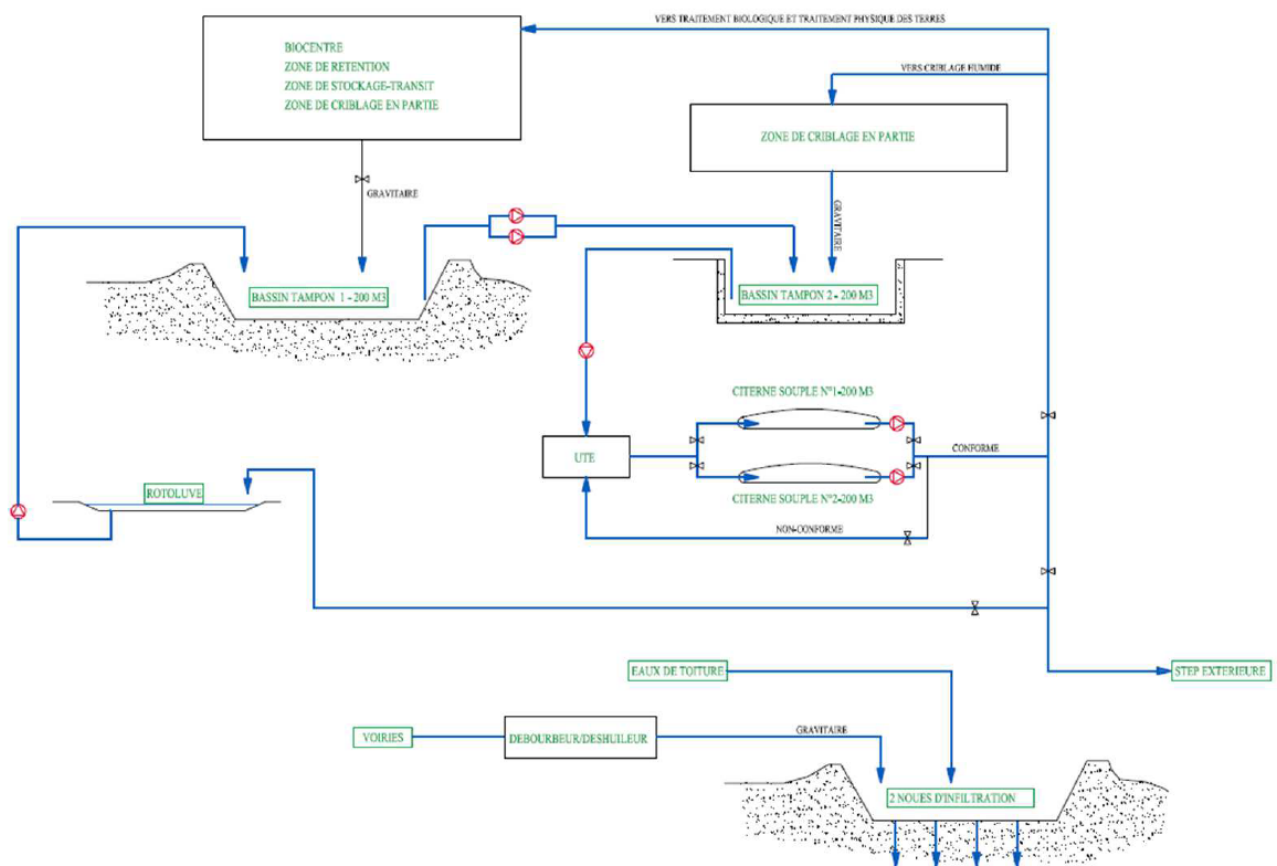 VERS TRAITEMENT BIOLOGIQUE ET TRAITEMENT PHYSIQUE DES TERRES
BIOCENTRE
ZONE DE RETENTION
ZONE DE STOCKAGE-TRANSIT
ZONE DE CRIBLAGE EN PARTIE
VERS CRIBLAGE HUMIDE
ZONE DE CRIBLAGE EN PARTIE
GRAVITAIRE
GRAVITAIRE
BASSIN TAMPON 1 - 200 M3
BASSIN TAMPON 2 - 200 M3
CITERNE SOUPLE N°1-200 M3
UTE
CONFORME
ROTOLUVE
CITERNE SOUPLE N°2-200 M3
NON-CONFORME
EAUX DE TOITURE
STEP EXTERIEURE
VOIRIES
DEBOURBEUR/DESHUILEUR
GRAVITAIRE
2 NOUES D'INFILTRATION